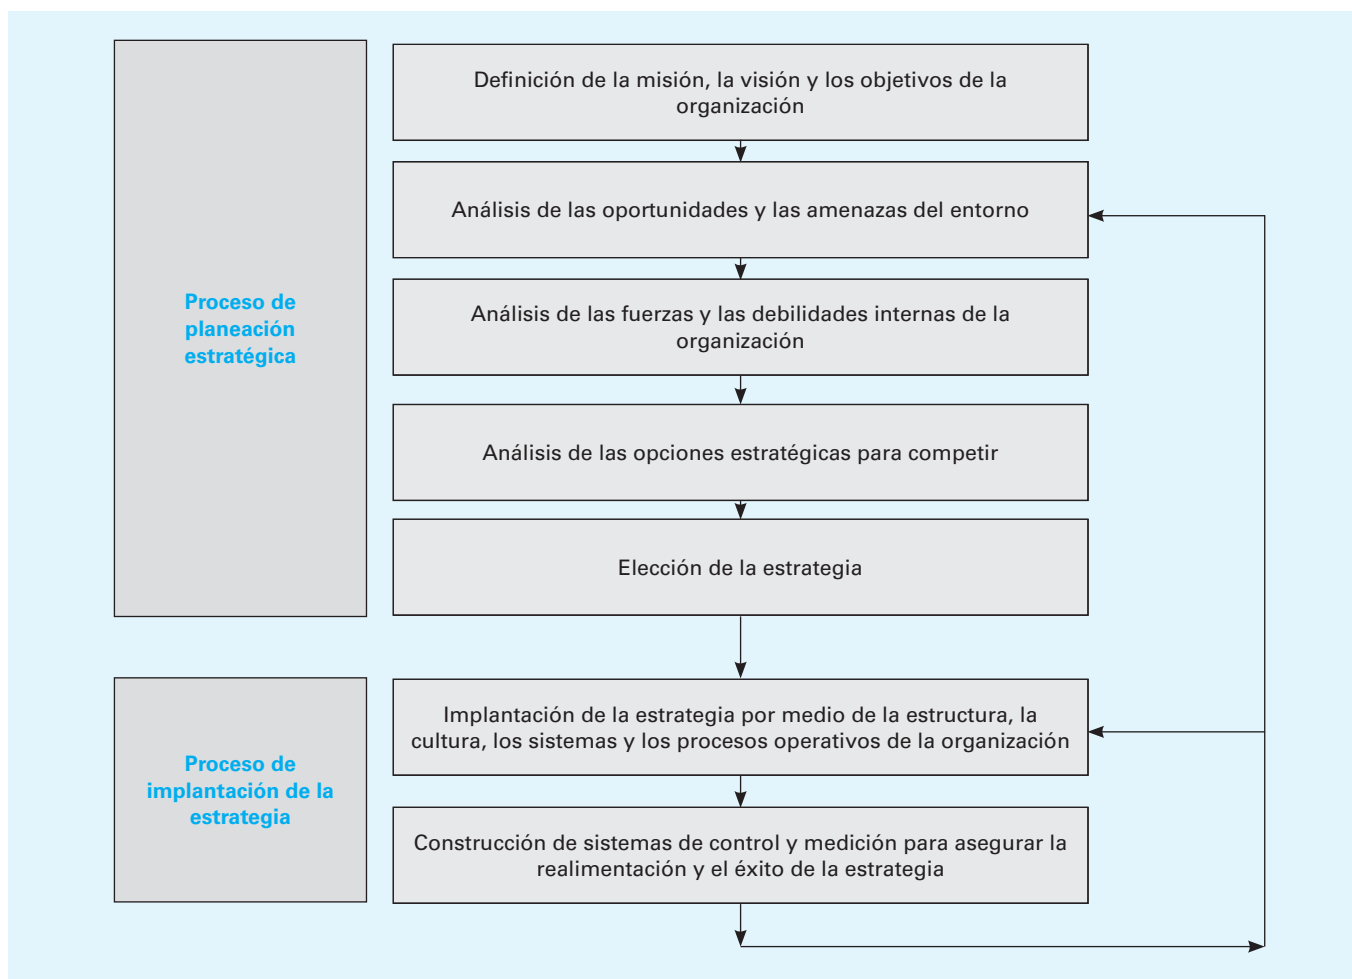 Definición de la misión, la visión y los objetivos de la
organización
Análisis de las oportunidades y las amenazas del entorno
Proceso de
planeación
estratégica
Análisis de las fuerzas y las debilidades internas de la
organización
Análisis de las opciones estratégicas para competir
Elección de la estrategia
Proceso de
implantación de la
estrategia
Implantación de la estrategia por medio de la estructura, la
cultura, los sistemas y los procesos operativos de la organización
Construcción de sistemas de control y medición para asegurar la
realimentación y el éxito de la estrategia